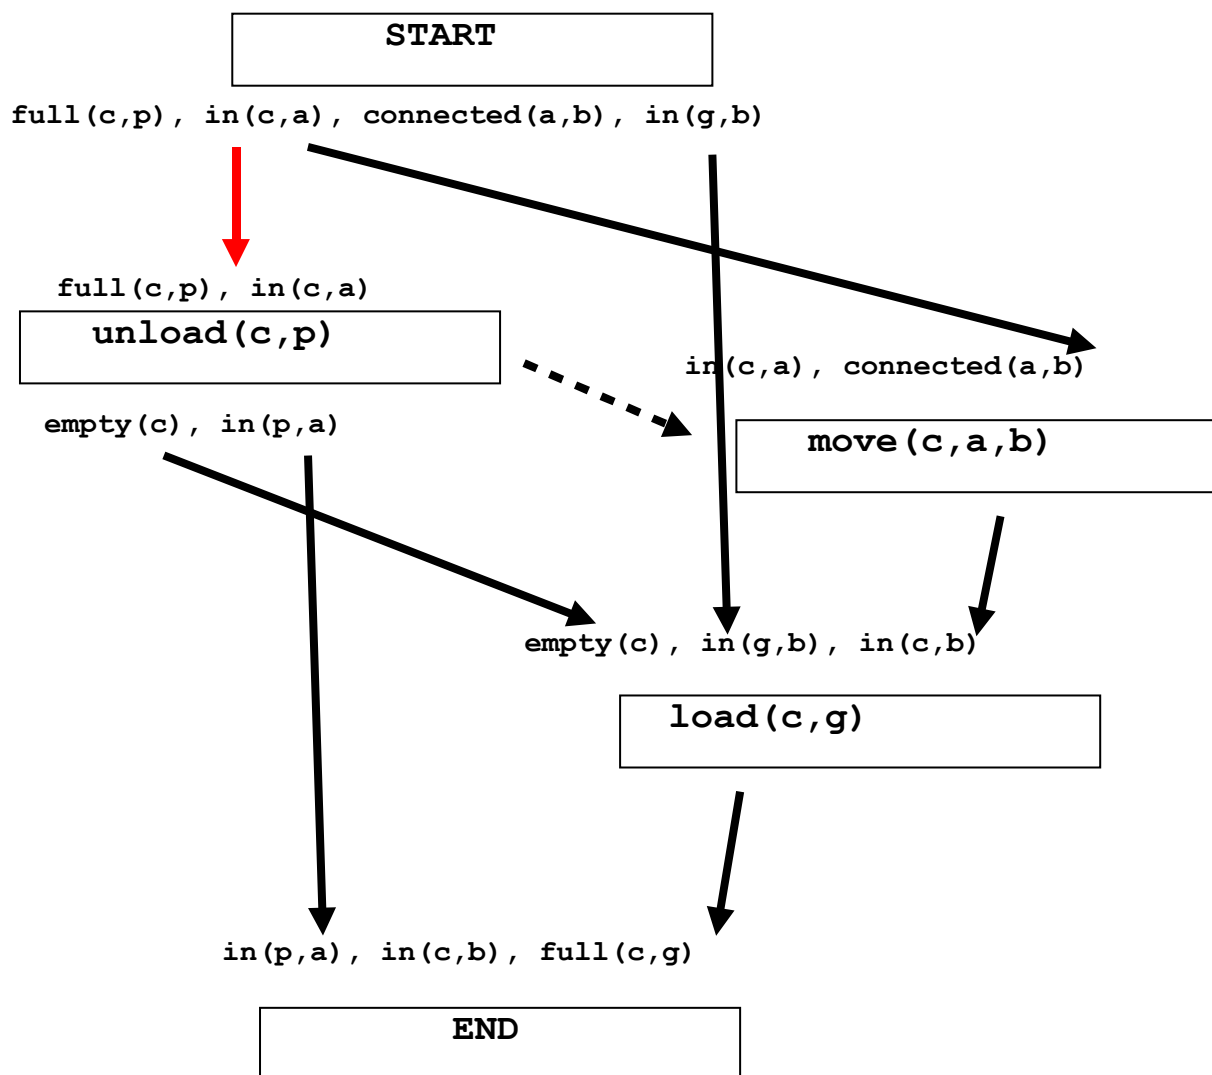 START
full(c,p), in(c,a), connected(a,b), in(g,b)
full(c,p), in(c,a)
unload(c,p)
in(c,a), connected(a,b)
empty(c), in(p,a)
move(c,a,b)
empty(c), in(g,b), in(c,b)
load(c,g)
in(p,a), in(c,b), full(c,g)
END